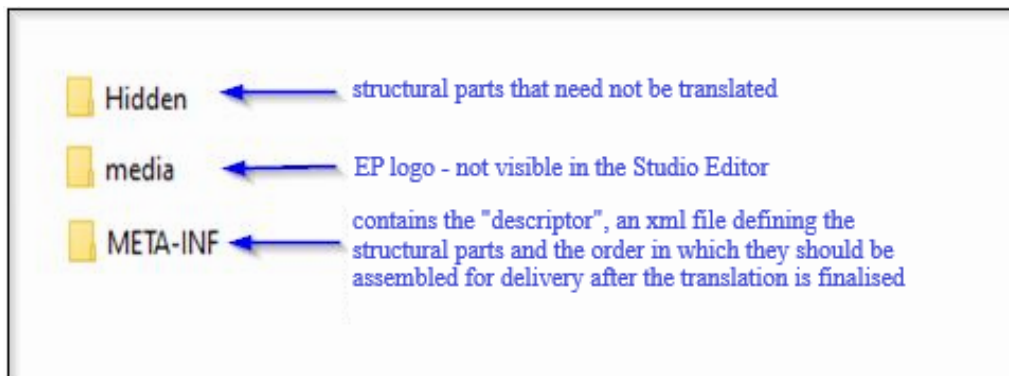 Hidden
structural parts that need not be translated
media
EP logo - not visible in the Studio Editor
META-INF
contains the "descriptor", an xml file defining the
structural parts and the order in which they should be
assembled for delivery after the translation is finalised